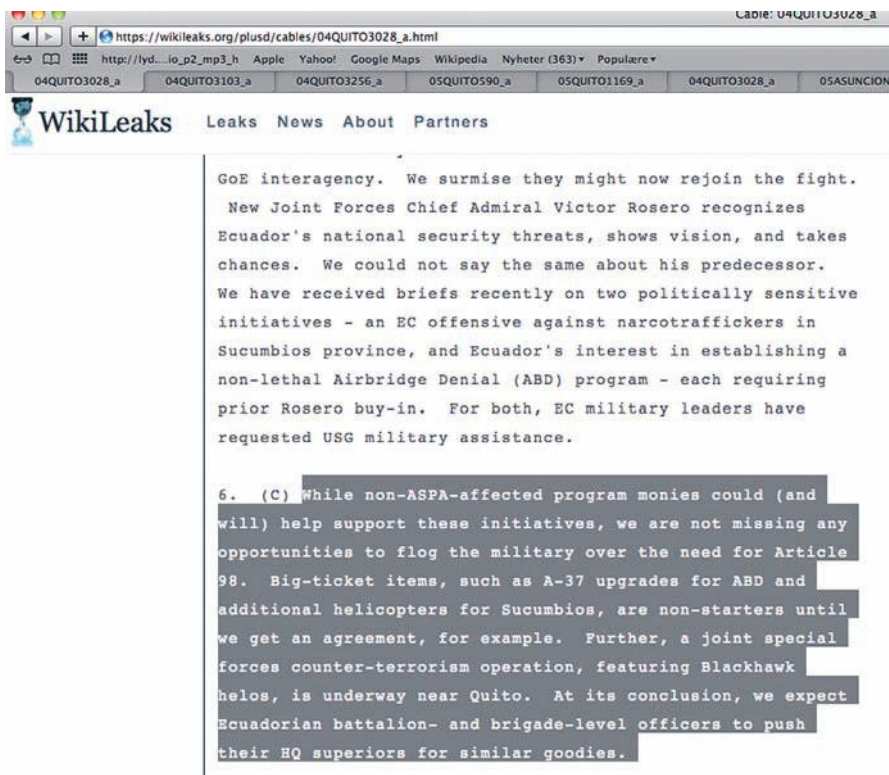 Cable: 04QUITO3028_a
https://wikileaks.org/plusd/cables/04QUITO3028_a.html
http://lyd....io_p2_mp3_h Apple Yahoo! Google Maps Wikipedia Nyheter (363) Populære
04QUITO3028_a 04QUITO3103_a 04QUITO3256_a 05QUITO590_a 05QUITO1169_a 04QUITO3028_a 05ASUNCION
WikiLeaks Leaks News About Partners
GoE interagency. We surmise they might now rejoin the fight.
New Joint Forces Chief Admiral Victor Rosero recognizes
Ecuador's national security threats, shows vision, and takes
chances. We could not say the same about his predecessor.
We have received briefs recently on two politically sensitive
initiatives - an EC offensive against narcotraffickers in
Sucumbios province, and Ecuador's interest in establishing a
non-lethal Airbridge Denial (ABD) program - each requiring
prior Rosero buy-in. For both, EC military leaders have
requested USG military assistance.
6. (C) While non-ASPA-affected program monies could (and
will) help support these initiatives, we are not missing any
opportunities to flog the military over the need for Article
98. Big-ticket items, such as A-37 upgrades for ABD and
additional helicopters for Sucumbios, are non-starters until
we get an agreement, for example. Further, a joint special
forces counter-terrorism operation, featuring Blackhawk
helos, is underway near Quito. At its conclusion, we expect
Ecuadorian battalion- and brigade-level officers to push
their HQ superiors for similar goodies.